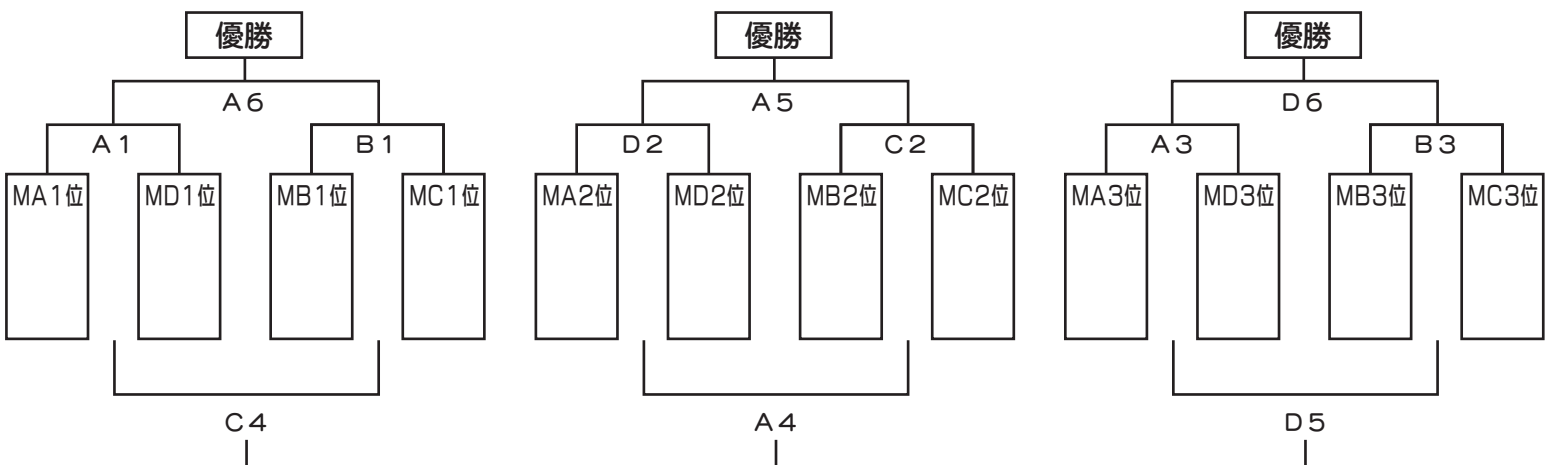 優勝 優勝 優勝
A6 A5 D6
A1 B1 D2 C2 A3 B3
MA1位 MD1位 MB1位 MC1位 MA2位 MD2位 MB2位 MC2位 MA3位 MD3位 MB3位 MC3位
C4 A4 D5